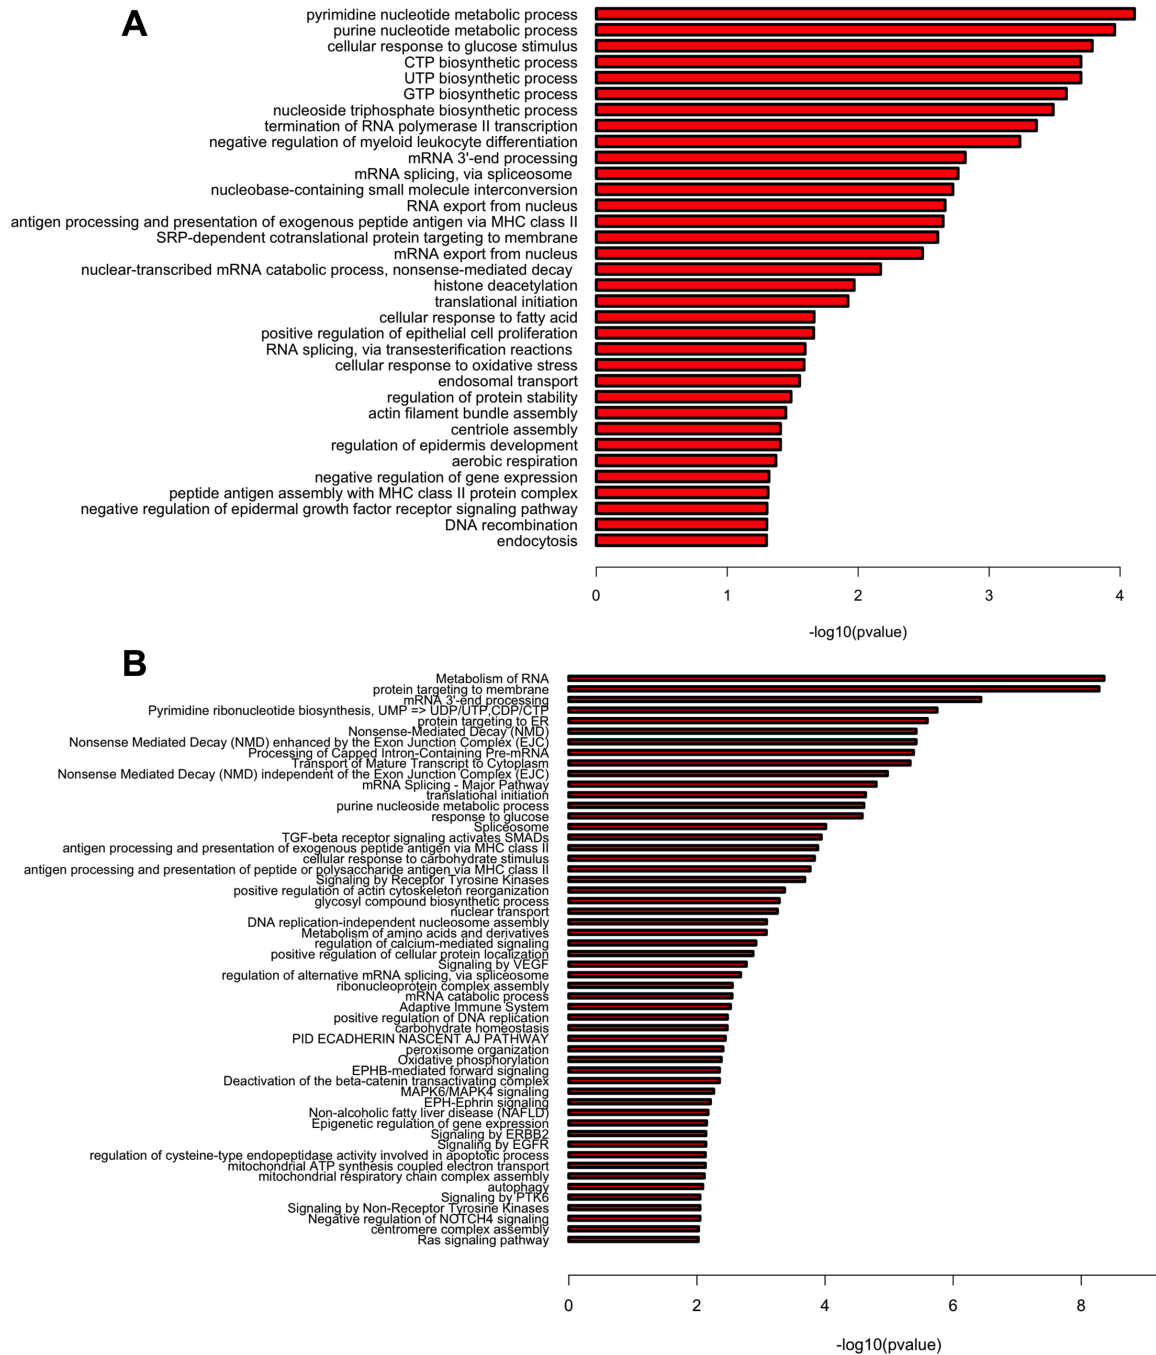 A
pyrimidine nucleotide metabolic process
purine nucleotide metabolic process
cellular response to glucose stimulus
CTP biosynthetic process
UTP biosynthetic process
GTP biosynthetic process
nucleoside triphosphate biosynthetic process
termination of RNA polymerase II transcription
negative regulation of myeloid leukocyte differentiation
mRNA 3'-end processing
mRNA splicing, via spliceosome
nucleobase-containing small molecule interconversion
RNA export from nucleus
antigen processing and presentation of exogenous peptide antigen via MHC class II
SRP-dependent cotranslational protein targeting to membrane
mRNA export from nucleus
nuclear-transcribed mRNA catabolic process, nonsense-mediated decay
histone deacetylation
translational initiation
cellular response to fatty acid
positive regulation of epithelial cell proliferation
RNA splicing, via transesterification reactions
cellular response to oxidative stress
endosomal transport
regulation of protein stability
actin filament bundle assembly
centriole assembly
regulation of epidermis development
aerobic respiration
negative regulation of gene expression
peptide antigen assembly with MHC class II protein complex
negative regulation of epidermal growth factor receptor signaling pathway
DNA recombination
endocytosis
0 1 2 3 4
-log10(pvalue)
B
Metabolism of RNA
protein targeting to membrane
mRNA 3'-end processing
Pyrimidine ribonucleotide biosynthesis, UMP => UDP/UTP,CDP/CTP
protein targeting to ER
Nonsense-Mediated Decay (NMD)
Nonsense Mediated Decay (NMD) enhanced by the Exon Junction Complex (EJC)
Processing of Capped Intron-Containing Pre-mRNA
Transport of Mature Transcript to Cytoplasm
Nonsense Mediated Decay (NMD) independent of the Exon Junction Complex (EJC)
mRNA Splicing - Major Pathway
translational initiation
purine nucleoside metabolic process
response to glucose
Spliceosome
TGF-beta receptor signaling activates SMADs
antigen processing and presentation of exogenous peptide antigen via MHC class II
cellular response to carbohydrate stimulus
antigen processing and presentation of peptide or polysaccharide antigen via MHC class II
Signaling by Receptor Tyrosine Kinases
positive regulation of actin cytoskeleton reorganization
glycosyl compound biosynthetic process
nuclear transport
DNA replication-independent nucleosome assembly
Metabolism of amino acids and derivatives
regulation of calcium-mediated signaling
positive regulation of cellular protein localization
Signaling by VEGF
regulation of alternative mRNA splicing, via spliceosome
ribonucleoprotein complex assembly
mRNA catabolic process
Adaptive Immune System
positive regulation of DNA replication
carbohydrate homeostasis
PID ECADHERIN NASCENT AJ PATHWAY
peroxisome organization
Oxidative phosphorylation
EPHB-mediated forward signaling
Deactivation of the beta-catenin transactivating complex
MAPK6/MAPK4 signaling
EPH-Ephrin signaling
Non-alcoholic fatty liver disease (NAFLD)
Epigenetic regulation of gene expression
Signaling by ERBB2
Signaling by EGFR
regulation of cysteine-type endopeptidase activity involved in apoptotic process
mitochondrial ATP synthesis coupled electron transport
mitochondrial respiratory chain complex assembly
autophagy
Signaling by PTK6
Signaling by Non-Receptor Tyrosine Kinases
Negative regulation of NOTCH4 signaling
centromere complex assembly
Ras signaling pathway
0 2 4 6 8
-log10(pvalue)